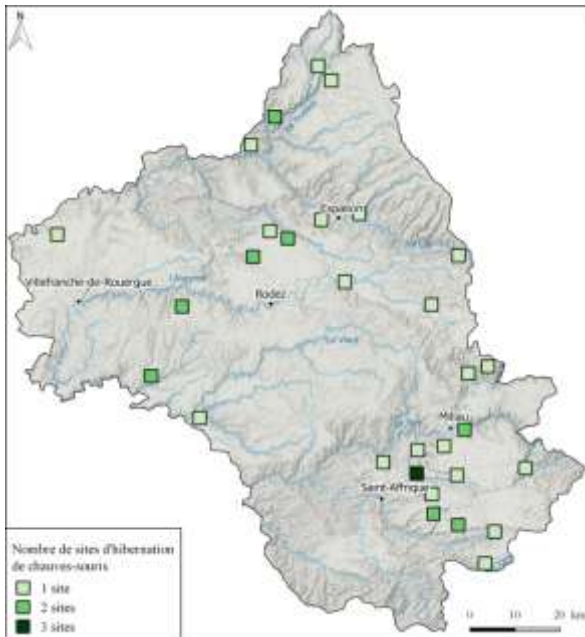 N
Espalion
Villefranche-de-Rouergue
Rodez
Millau
Saint-Affrique
Nombre de sites d'hibernation
de chauves-souris
1 site
2 sites
3 sites
0 10 20 km